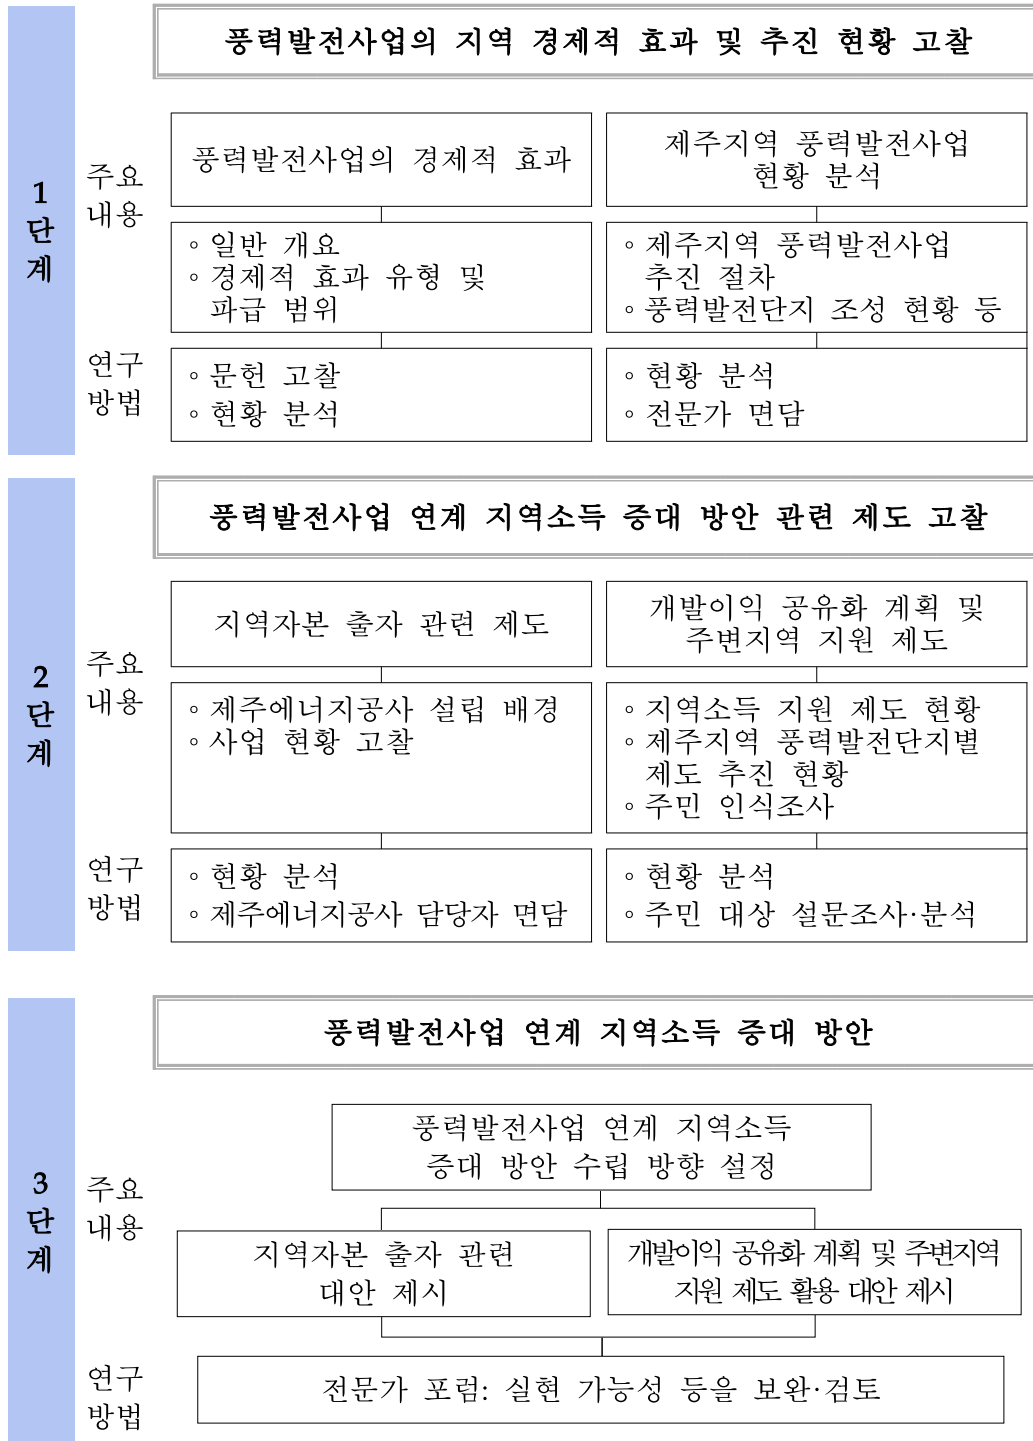 풍력발전사업의 지역 경제적 효과 및 추진 현황 고찰
1
단
계
주요
내용
풍력발전사업의 경제적 효과
제주지역 풍력발전사업
현황 분석
◦ 일반 개요
◦ 경제적 효과 유형 및
파급 범위
◦ 제주지역 풍력발전사업
추진 절차
◦ 풍력발전단지 조성 현황 등
연구
방법
◦ 문헌 고찰
◦ 현황 분석
◦ 현황 분석
◦ 전문가 면담
풍력발전사업 연계 지역소득 증대 방안 관련 제도 고찰
2
단
계
주요
내용
지역자본 출자 관련 제도
개발이익 공유화 계획 및
주변지역 지원 제도
◦ 제주에너지공사 설립 배경
◦ 사업 현황 고찰
◦ 지역소득 지원 제도 현황
◦ 제주지역 풍력발전단지별
제도 추진 현황
◦ 주민 인식조사
연구
방법
◦ 현황 분석
◦ 제주에너지공사 담당자 면담
◦ 현황 분석
◦ 주민 대상 설문조사·분석
풍력발전사업 연계 지역소득 증대 방안
3
단
계
주요
내용
풍력발전사업 연계 지역소득
증대 방안 수립 방향 설정
지역자본 출자 관련
대안 제시
개발이익 공유화 계획 및 주변지역
지원 제도 활용 대안 제시
연구
방법
전문가 포럼: 실현 가능성 등을 보완·검토